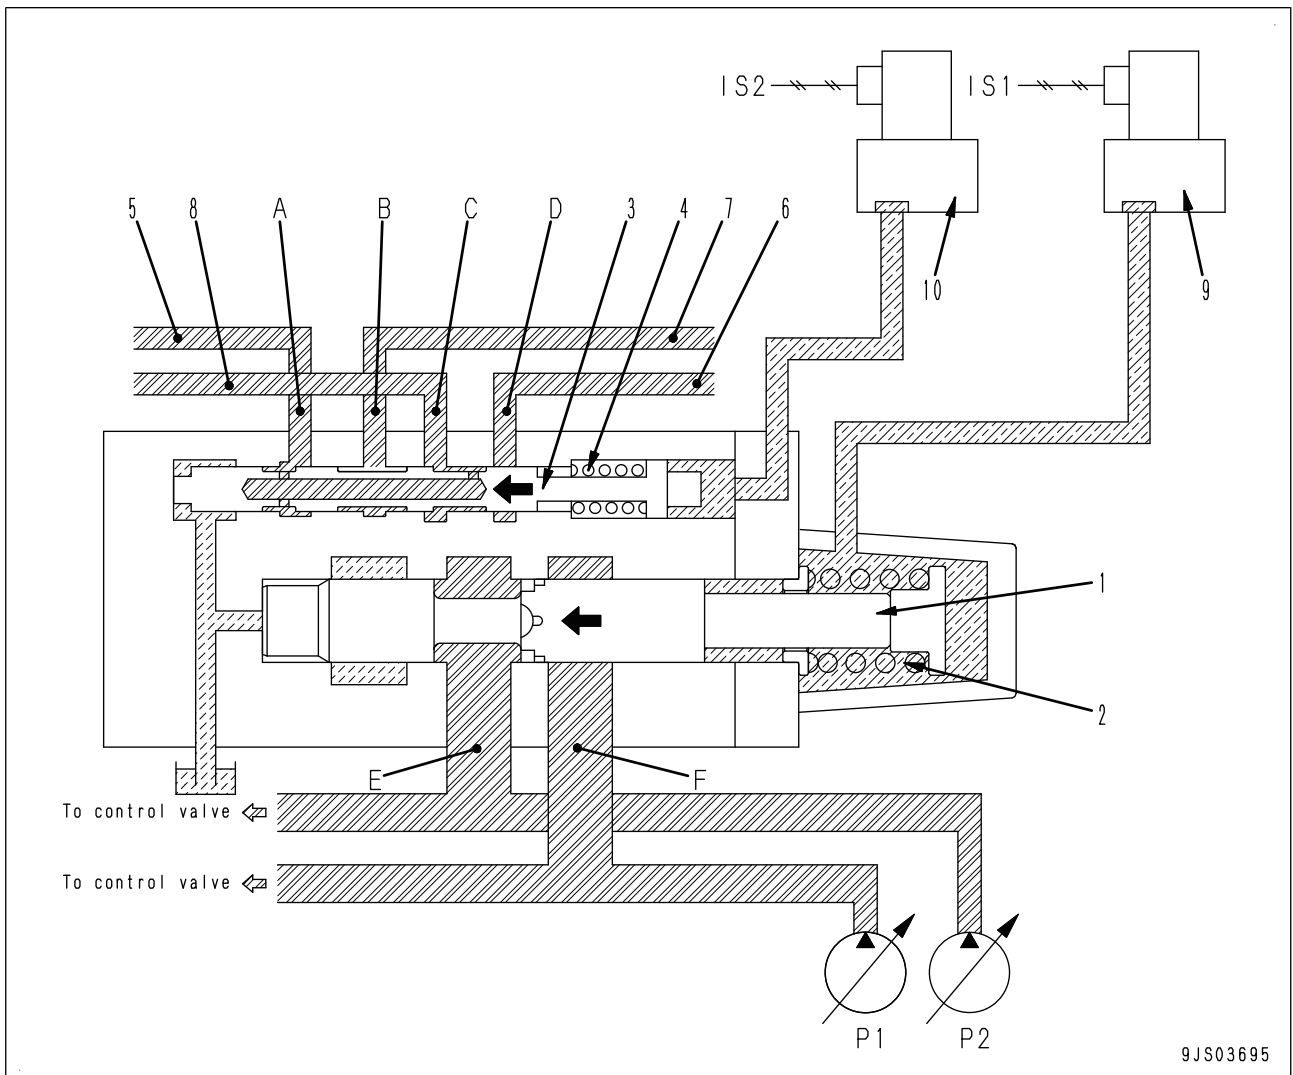 IS2
IS1
5 8 A B C D 3 4 7 6
10
9
1
2
E
F
To control valve
To control valve
P1
P2
9JS03695